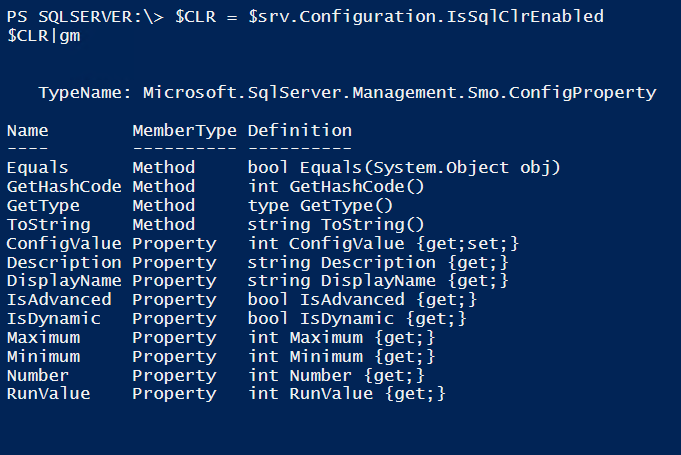 PS SQLSERVER:\> $CLR = $srv.Configuration.IsSqlClrEnabled
$CLR|gm
TypeName: Microsoft.SqlServer.Management.Smo.ConfigProperty
Name MemberType Definition
---- ---------- ----------
Equals Method bool Equals(System.Object obj)
GetHashCode Method int GetHashCode()
GetType Method type GetType()
ToString Method string ToString()
ConfigValue Property int ConfigValue {get;set;}
Description Property string Description {get;}
DisplayName Property string DisplayName {get;}
IsAdvanced Property bool IsAdvanced {get;}
IsDynamic Property bool IsDynamic {get;}
Maximum Property int Maximum {get;}
Minimum Property int Minimum {get;}
Number Property int Number {get;}
RunValue Property int RunValue {get;}